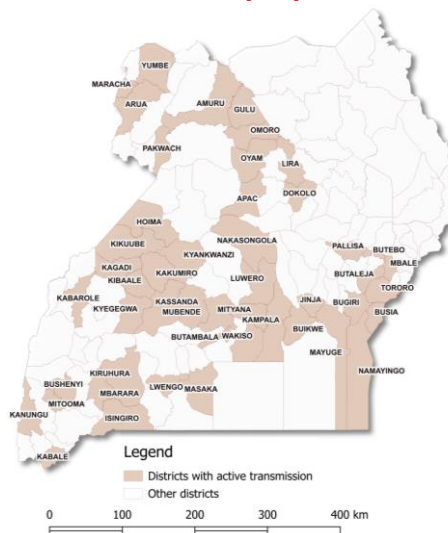 YUMBE
MARACHA
ARUA
AMURU
GULU
OMORO
PAKWACH
OYAM
LIRA
DOKOLO
APAC
HOIMA
NAKASONGOLA
PALLISA
BUTEBO
KIKUUBE
KYANKWANZI
MBALE
KAGADI
KAKUMIRO
LUWERO
BUTALEJA
KIBAALE
TORORO
KABAROLE
KASSANDA
MITYANA
JINJA
BUGIRI
KYEGEGWA
MUBENDE
KAMPALA
BUSIA
BUTAMBALA
WAKISO
BUIKWE
MAYUGE
KIRUHURA
NAMAYINGO
BUSHENYI
LWENGO
MASAKA
MBARARA
MITOOMA
KANUNGU
ISINGIRO
KABALE
Legend
Districts with active transmission
Other districts
0 100 200 300 400 km